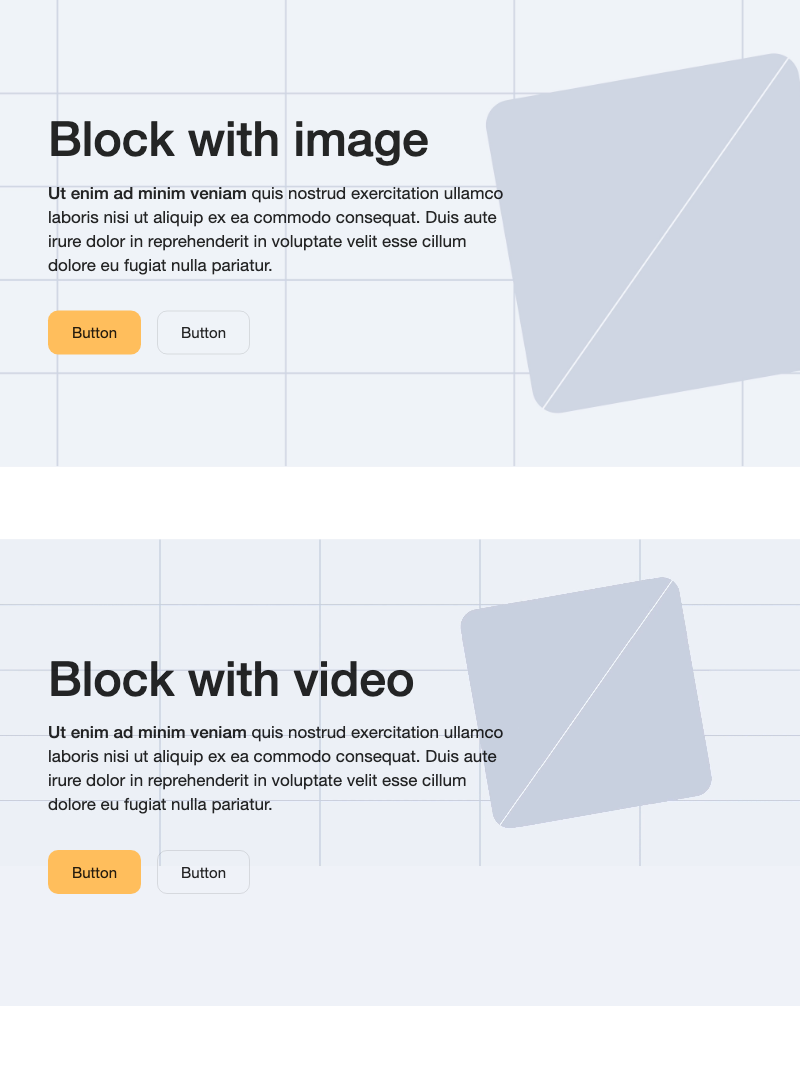 Block with image
Ut enim ad minim veniam quis nostrud exercitation ullamco
laboris nisi ut aliquip ex ea commodo consequat. Duis aute
irure dolor in reprehenderit in voluptate velit esse cillum
dolore eu fugiat nulla pariatur.
Button Button
Block with video
Ut enim ad minim veniam quis nostrud exercitation ullamco
laboris nisi ut aliquip ex ea commodo consequat. Duis aute
irure dolor in reprehenderit in voluptate velit esse cillum
dolore eu fugiat nulla pariatur.
Button Button